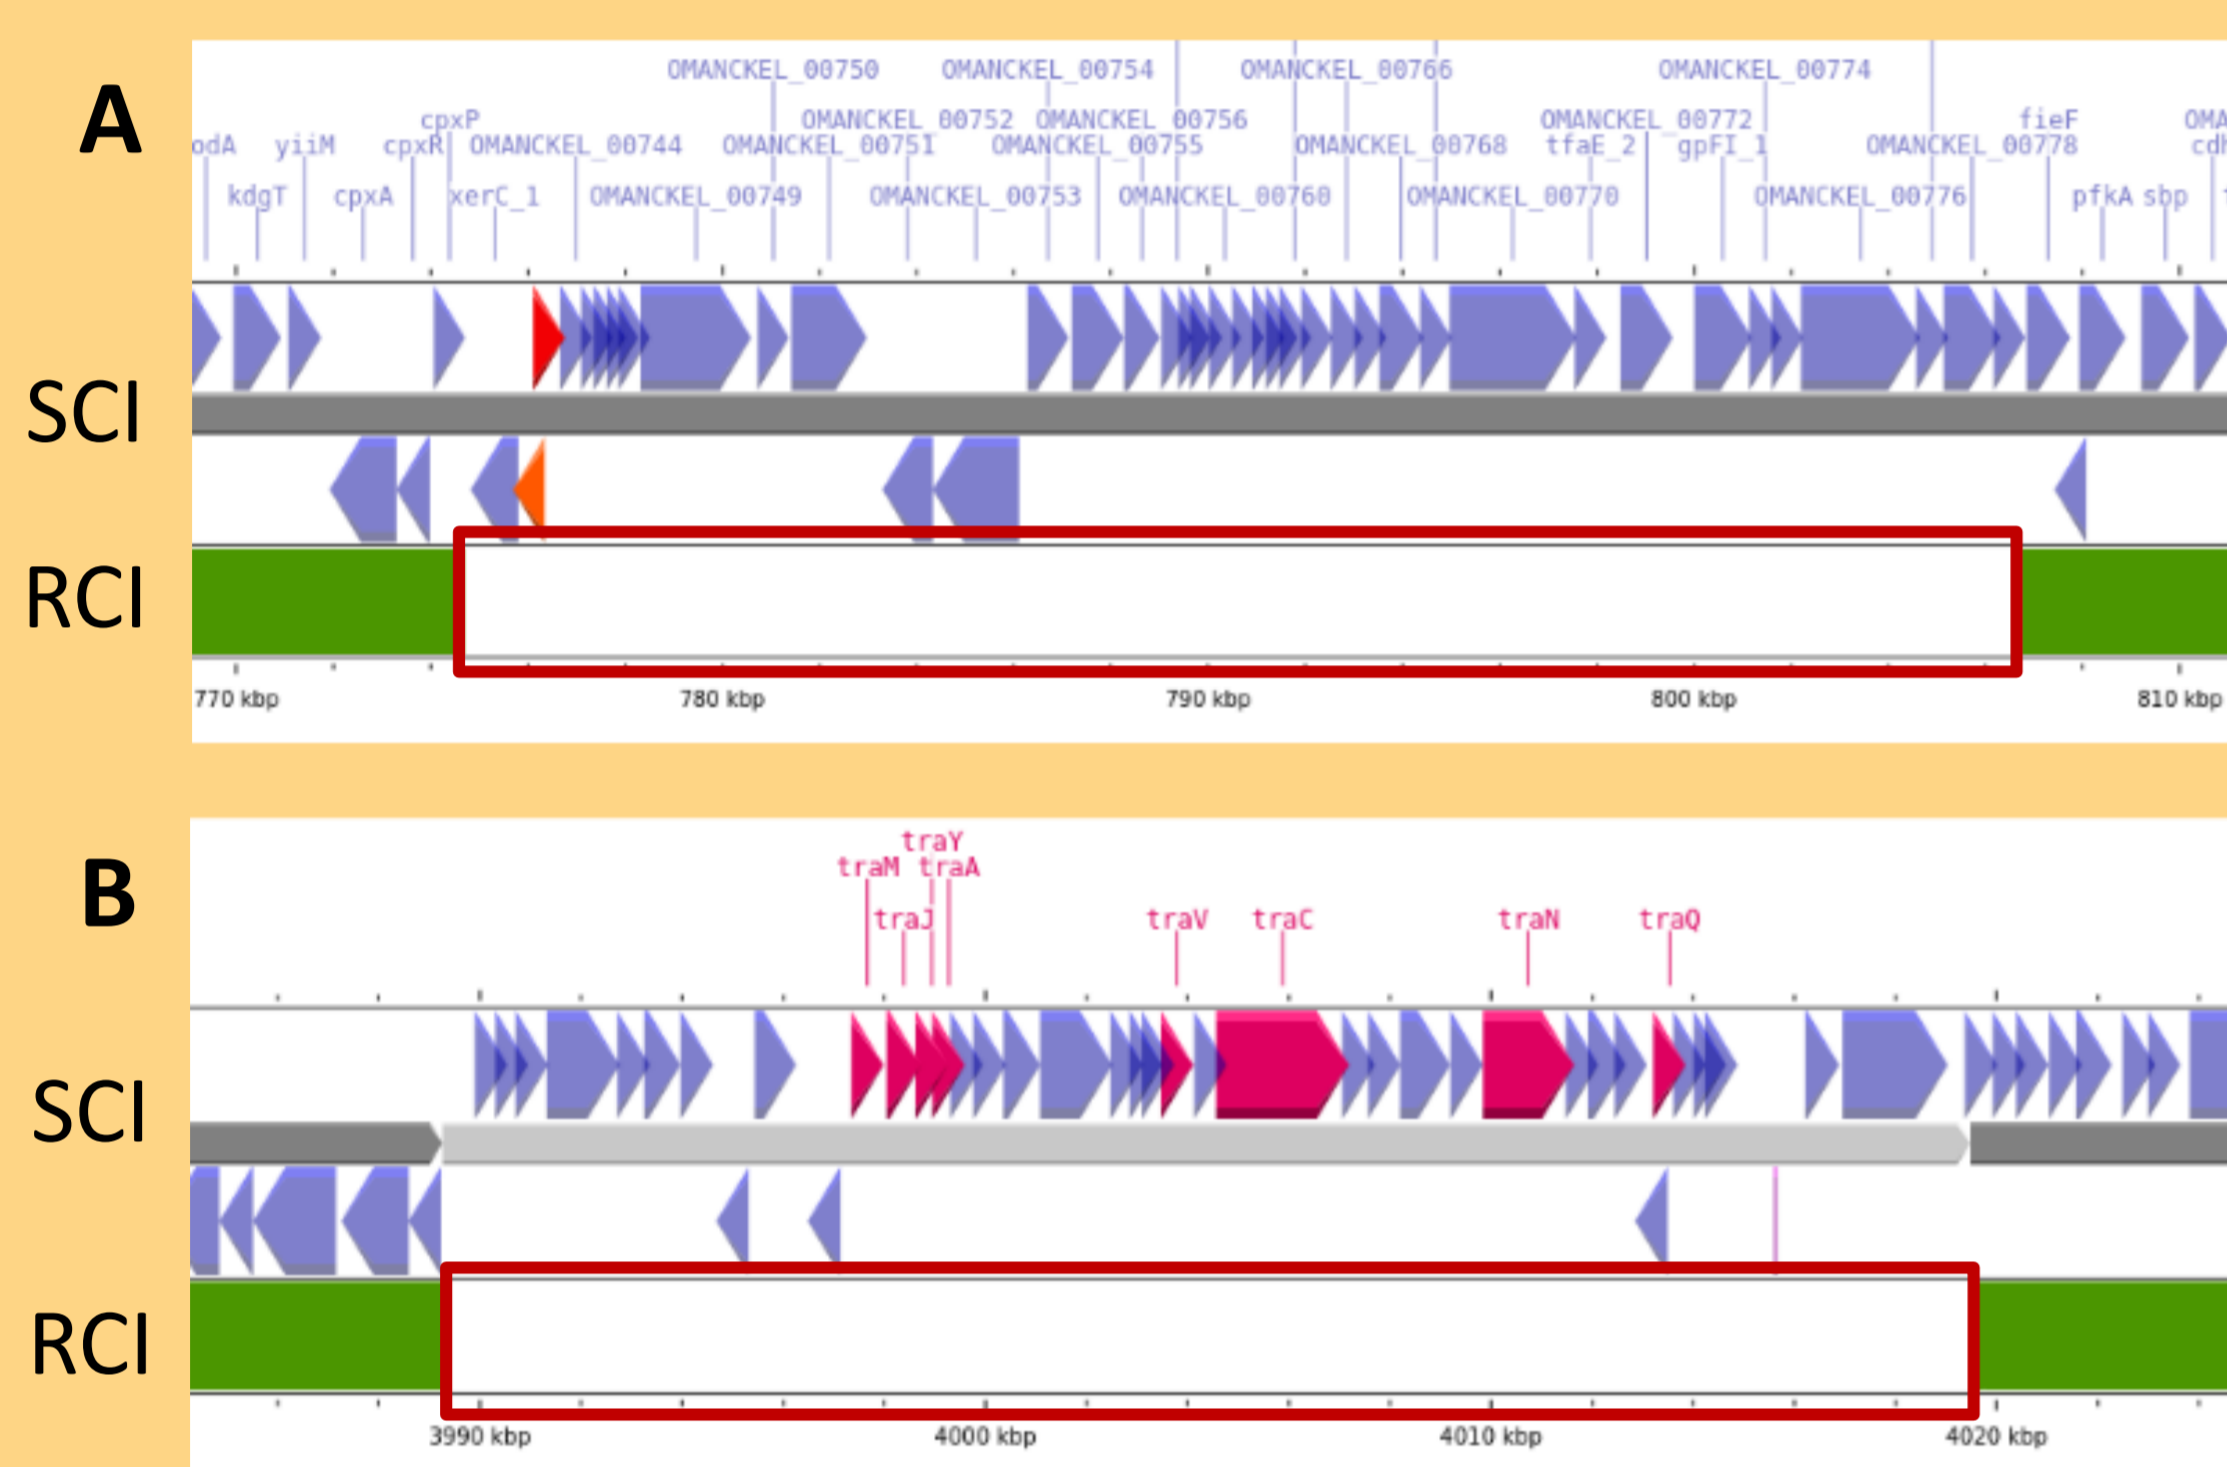 A
OMANCKEL_00750 OMANCKEL_00754 OMANCKEL_00766 OMANCKEL_00774
cpxP OMANCKEL_00752 OMANCKEL_00756 OMANCKEL_00772 fieF OMA
odA yiiM cpxR OMANCKEL_00744 OMANCKEL_00751 OMANCKEL_00755 OMANCKEL_00768 tfaE_2 gpFI_1 OMANCKEL_00778
kdgT cpxA xerC_1 OMANCKEL_00749 OMANCKEL_00753 OMANCKEL_00760 OMANCKEL_00770 OMANCKEL_00776 pfkA sbp
SCI
RCI
770 kbp 780 kbp 790 kbp 800 kbp 810 kbp
B
traY
traM traA
traJ traV traC traN traQ
SCI
RCI
3990 kbp 4000 kbp 4010 kbp 4020 kbp